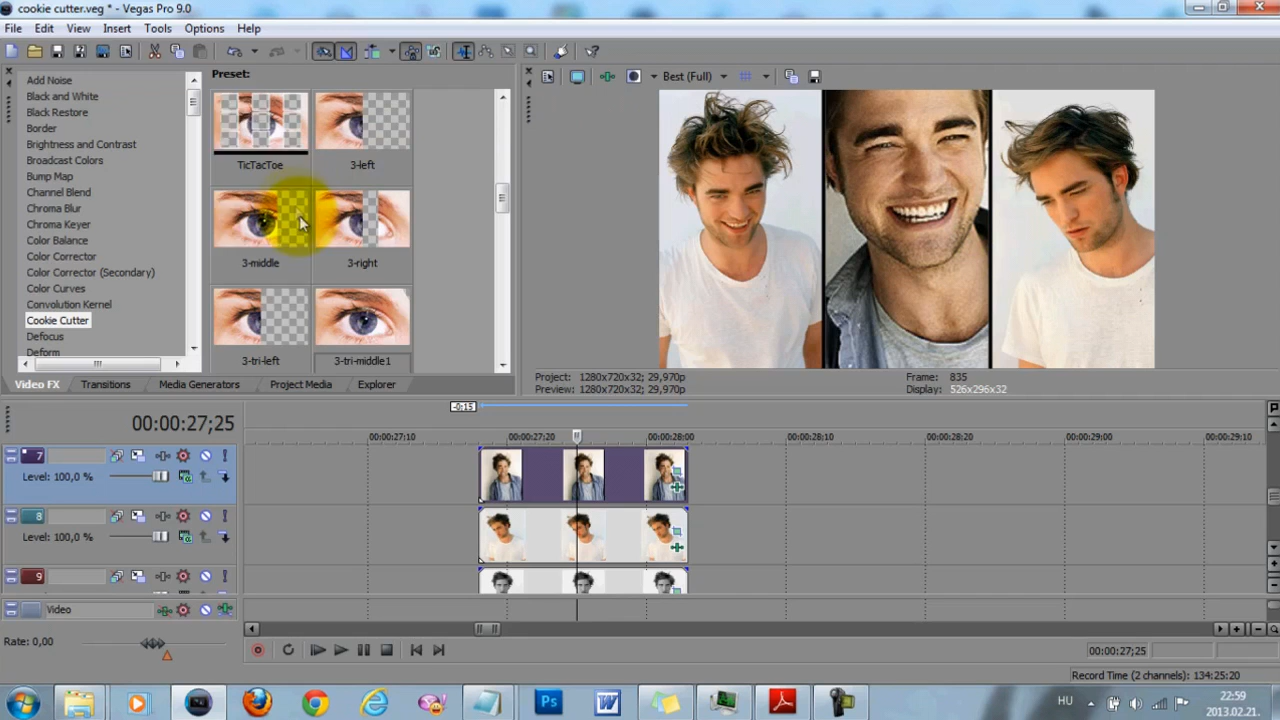 cookie cutter.veg * - Vegas Pro 9.0
File Edit View Insert Tools Options Help
Add Noise
Black and White
Black Restore
Border
Brightness and Contrast
Broadcast Colors
Bump Map
Channel Blend
Chroma Blur
Chroma Keyer
Color Balance
Color Corrector
Color Corrector (Secondary)
Color Curves
Convolution Kernel
Cookie Cutter
Defocus
Deform
Preset:
TicTacToe 3-left
3-middle 3-right
3-tri-left 3-tri-middle1
Video FX Transitions Media Generators Project Media Explorer
Best (Full)
Project: 1280x720x32; 29,970p
Preview: 1280x720x32; 29,970p
Frame: 835
Display: 526x296x32
-0:15
00:00:27;25
00:00:27;10 00:00:27;20 00:00:28;00 00:00:28;10 00:00:28;20 00:00:29;00 00:00:29;10
7
Level: 100,0 %
8
Level: 100,0 %
9
Video
Rate: 0,00
00:00:27;25
Record Time (2 channels): 134:25:20
Ps W
HU
22:59
2013.02.21.